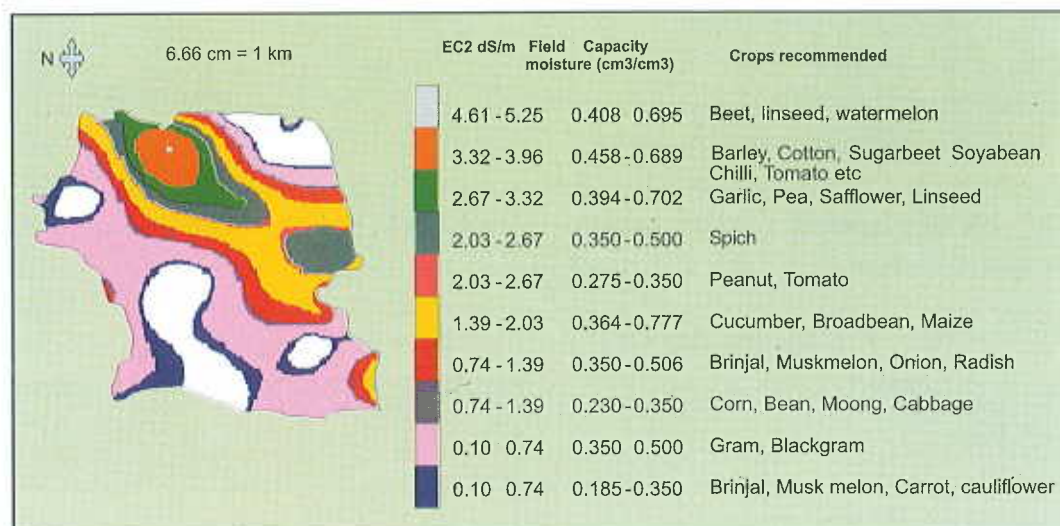 N
6.66 cm = 1 km
EC2 dS/m Field Capacity Crops recommended
moisture (cm3/cm3)
4.61 - 5.25 0.408 0.695 Beet, linseed, watermelon
3.32 - 3.96 0.458 - 0.689 Barley, Cotton, Sugarbeet Soyabean
Chilli, Tomato etc
2.67 - 3.32 0.394 - 0.702 Garlic, Pea, Safflower, Linseed
2.03 - 2.67 0.350 - 0.500 Spich
2.03 - 2.67 0.275 - 0.350 Peanut, Tomato
1.39 - 2.03 0.364 - 0.777 Cucumber, Broadbean, Maize
0.74 - 1.39 0.350 - 0.506 Brinjal, Muskmelon, Onion, Radish
0.74 - 1.39 0.230 - 0.350 Corn, Bean, Moong, Cabbage
0.10 0.74 0.350 0.500 Gram, Blackgram
0.10 0.74 0.185 - 0.350 Brinjal, Musk melon, Carrot, cauliflower